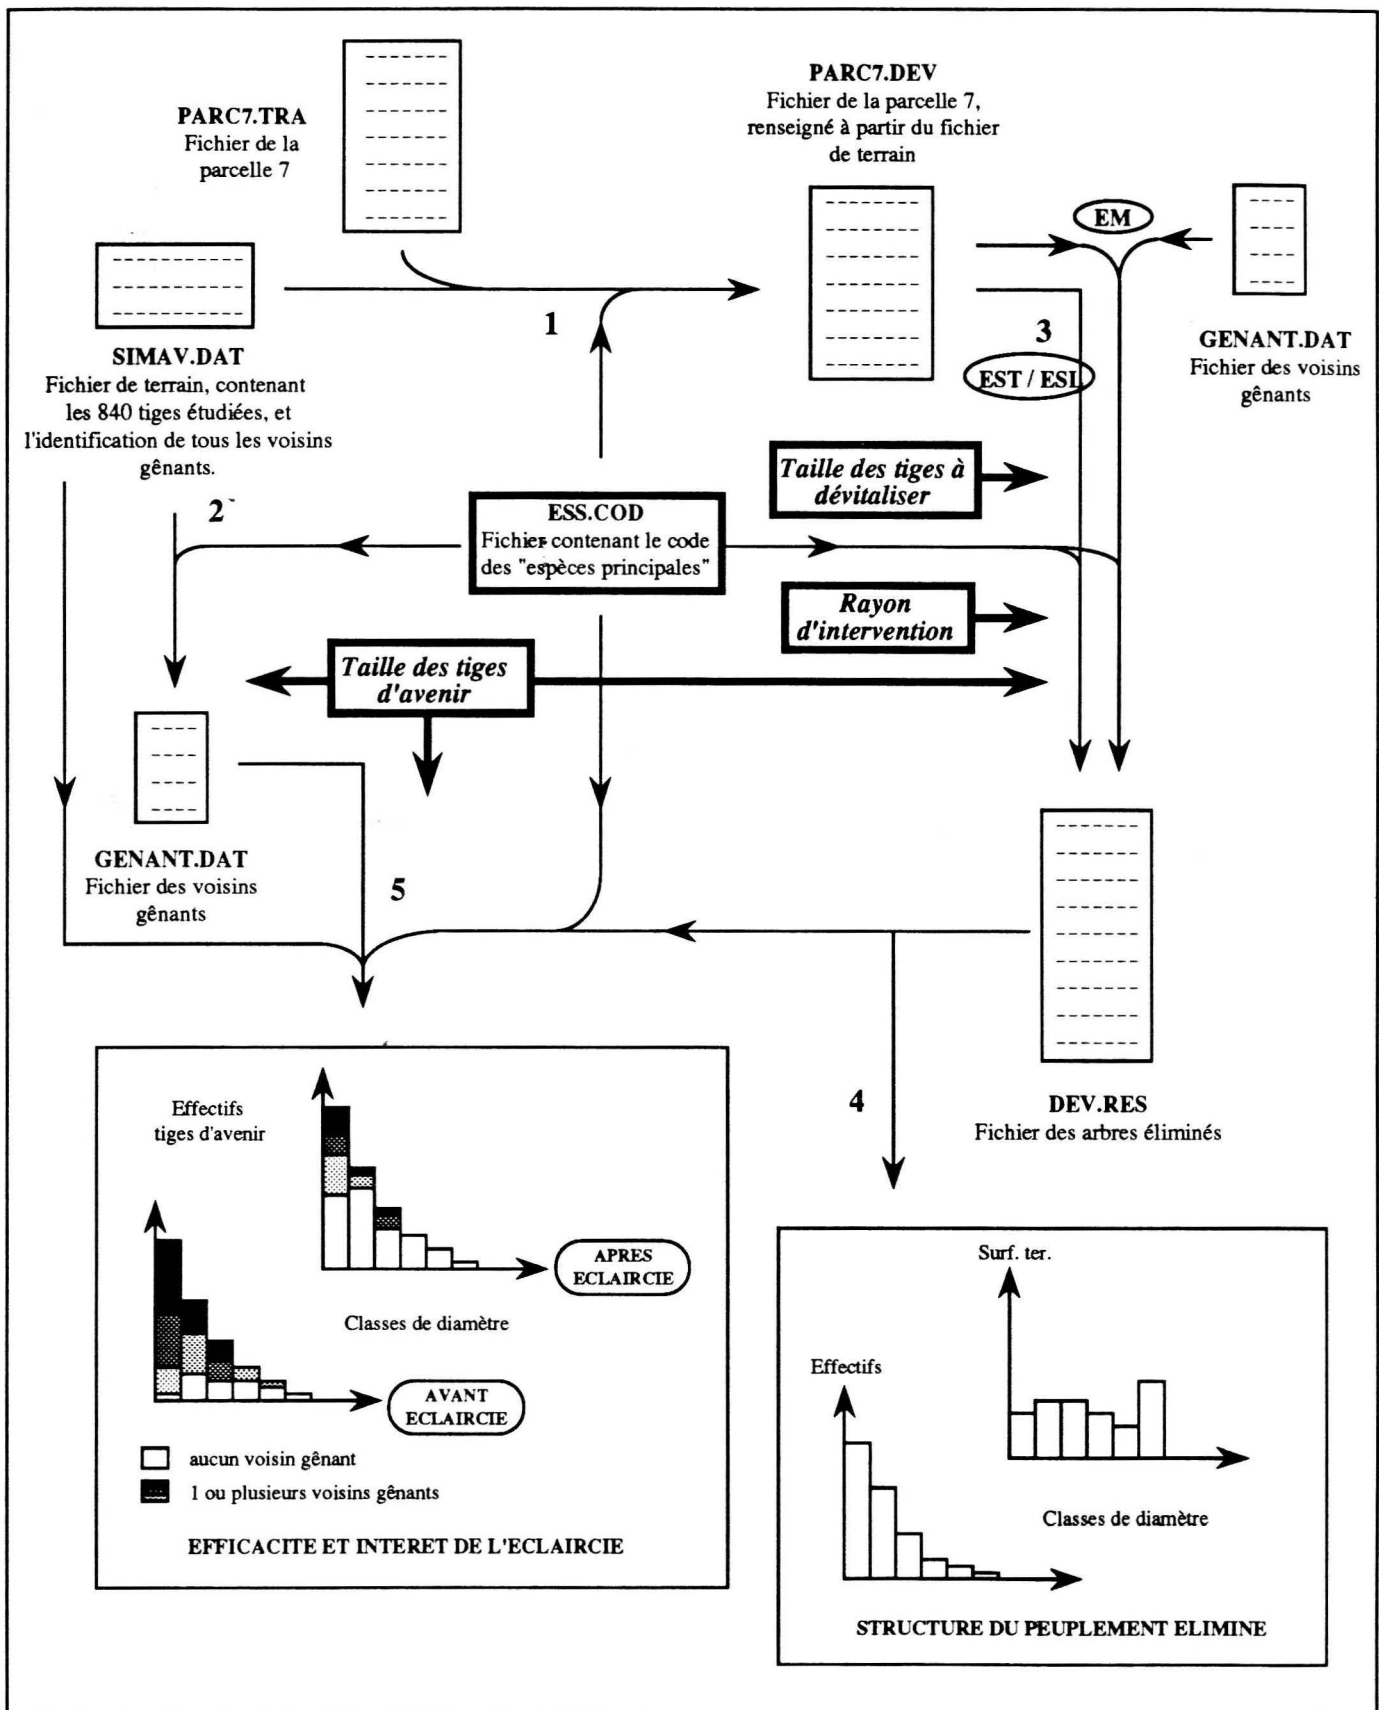 PARC7.TRA
Fichier de la
parcelle 7
PARC7.DEV
Fichier de la parcelle 7,
renseigné à partir du fichier
de terrain
EM
SIMAV.DAT
Fichier de terrain, contenant
les 840 tiges étudiées, et
l'identification de tous les voisins
gênants.
1
3
EST / ESL
GENANT.DAT
Fichier des voisins
gênants
2
Taille des tiges à
dévitaliser
ESS.COD
Fichier contenant le code
des "espèces principales"
Rayon
d'intervention
Taille des tiges
d'avenir
GENANT.DAT
Fichier des voisins
gênants
5
4
DEV.RES
Fichier des arbres éliminés
Effectifs
tiges d'avenir
APRES
ECLAIRCIE
Classes de diamètre
AVANT
ECLAIRCIE
aucun voisin gênant
1 ou plusieurs voisins gênants
EFFICACITE ET INTERET DE L'ECLAIRCIE
Surf. ter.
Effectifs
Classes de diamètre
STRUCTURE DU PEUPLEMENT ELIMINE